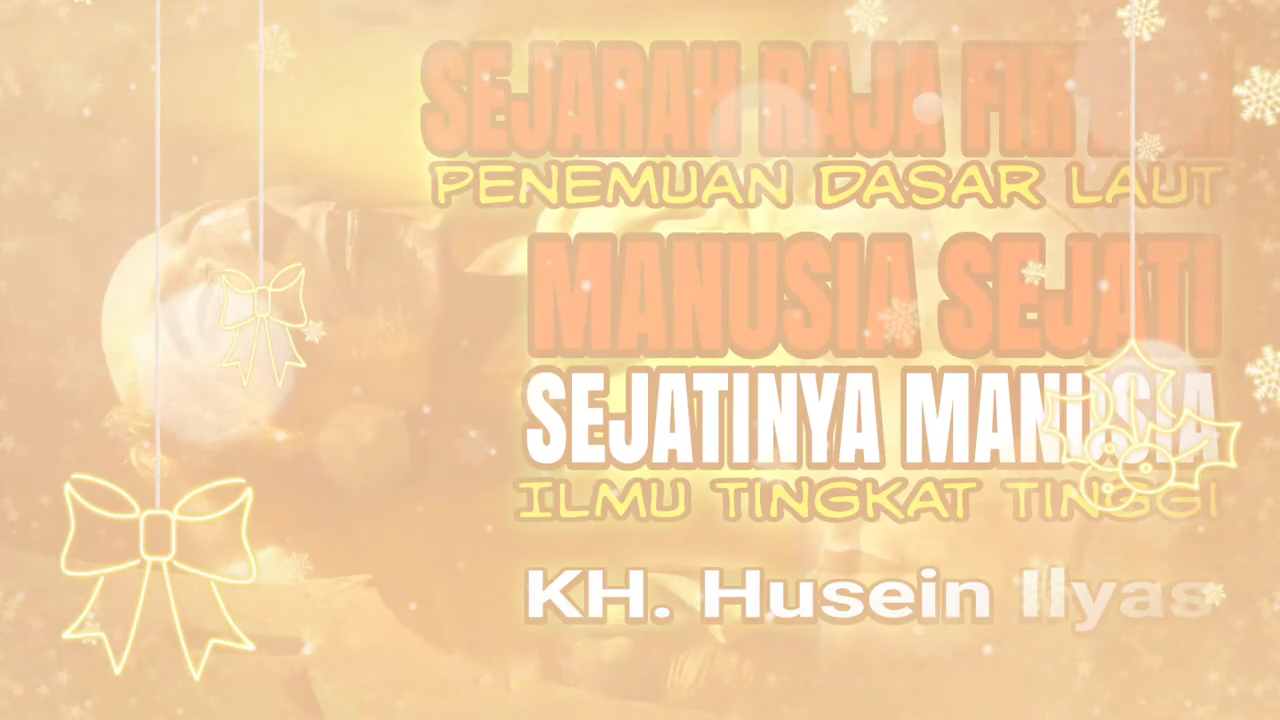 SEJARAH RAJA
PENEMUAN DASAR LAUT
MANUSIA SEJATI
SEJATINYA MANUSIA
ILMU TINGKAT TINGGI
KH. Husein Ilyas